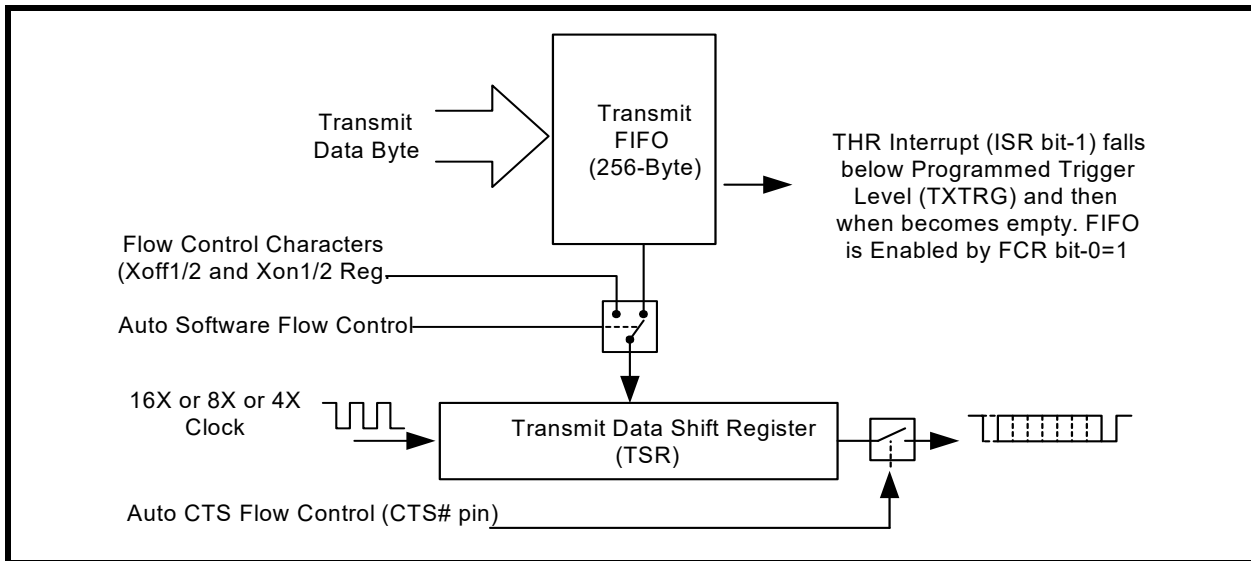 Transmit
FIFO
(256-Byte)
Transmit
Data Byte
THR Interrupt (ISR bit-1) falls
below Programmed Trigger
Level (TXTRG) and then
when becomes empty. FIFO
is Enabled by FCR bit-0=1
Flow Control Characters
(Xoff1/2 and Xon1/2 Reg.
Auto Software Flow Control
16X or 8X or 4X
Clock
Transmit Data Shift Register
(TSR)
Auto CTS Flow Control (CTS# pin)